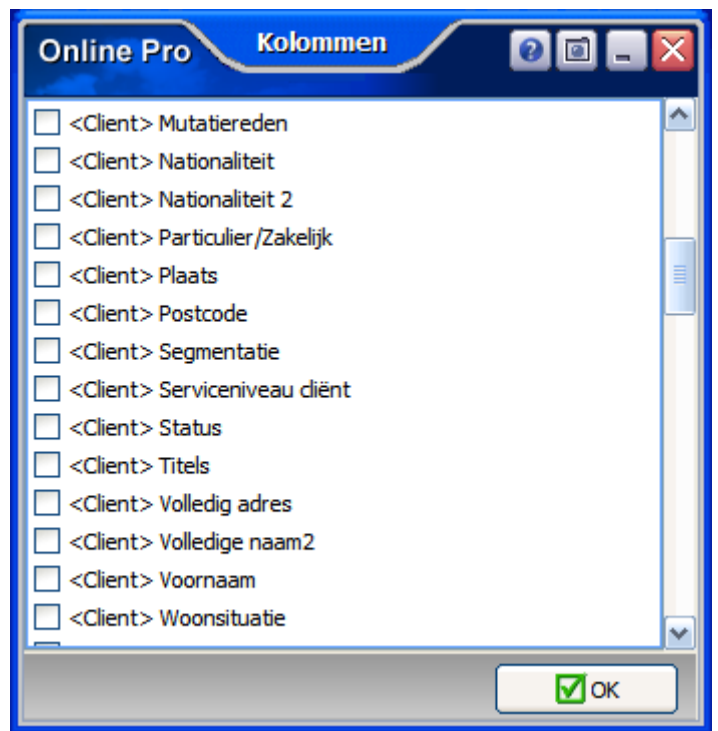 Online Pro Kolommen
<Client> Mutatiereden
<Client> Nationaliteit
<Client> Nationaliteit 2
<Client> Particulier/Zakelijk
<Client> Plaats
<Client> Postcode
<Client> Segmentatie
<Client> Serviceniveau cliënt
<Client> Status
<Client> Titels
<Client> Volledig adres
<Client> Volledige naam2
<Client> Voornaam
<Client> Woonsituatie
OK